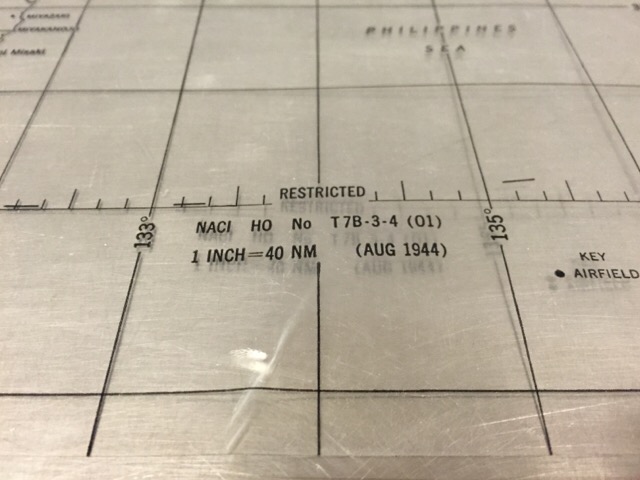 MIYAZAKI
PHILIPPINES
SEA
RESTRICTED
133°
NACI HO No T7B-3-4 (01)
135°
1 INCH=40 NM (AUG 1944)
KEY
AIRFIELD